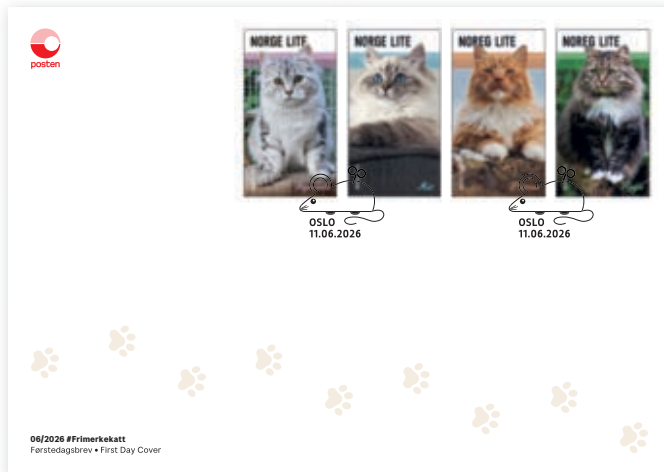 posten
NORGE LITE
NORGE LITE
NOREG LITE
NOREG LITE
OSLO
11.06.2026
OSLO
11.06.2026
06/2026 #Frimerkekatt
Førstedagsbrev • First Day Cover